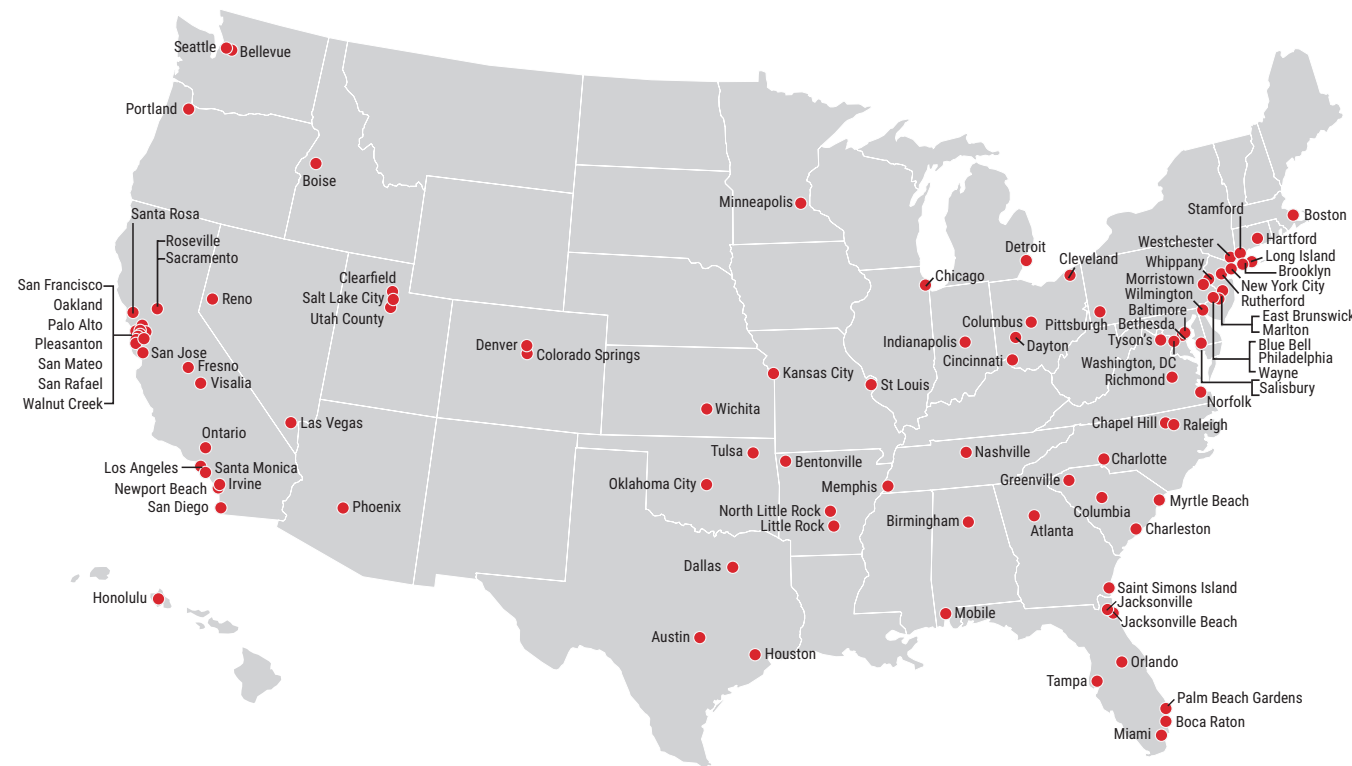 Seattle
Bellevue
Portland
Boise
Minneapolis
Santa Rosa
Roseville
Sacramento
San Francisco
Oakland
Palo Alto
Pleasanton
San Mateo
San Rafael
Walnut Creek
San Jose
Fresno
Visalia
Reno
Clearfield
Salt Lake City
Utah County
Denver
Colorado Springs
Las Vegas
Ontario
Los Angeles
Santa Monica
Newport Beach
Irvine
San Diego
Phoenix
Honolulu
Kansas City
Wichita
Tulsa
Oklahoma City
Bentonville
North Little Rock
Little Rock
Dallas
Austin
Houston
St Louis
Memphis
Nashville
Birmingham
Mobile
Chicago
Detroit
Cleveland
Indianapolis
Columbus
Dayton
Cincinnati
Pittsburgh
Stamford
Boston
Hartford
Westchester
Long Island
Brooklyn
Whippany
New York City
Morristown
Rutherford
Wilmington
East Brunswick
Marlton
Baltimore
Bethesda
Tyson's
Blue Bell
Philadelphia
Wayne
Washington, DC
Salisbury
Richmond
Norfolk
Chapel Hill
Raleigh
Charlotte
Greenville
Columbia
Myrtle Beach
Charleston
Atlanta
Saint Simons Island
Jacksonville
Jacksonville Beach
Orlando
Tampa
Palm Beach Gardens
Boca Raton
Miami